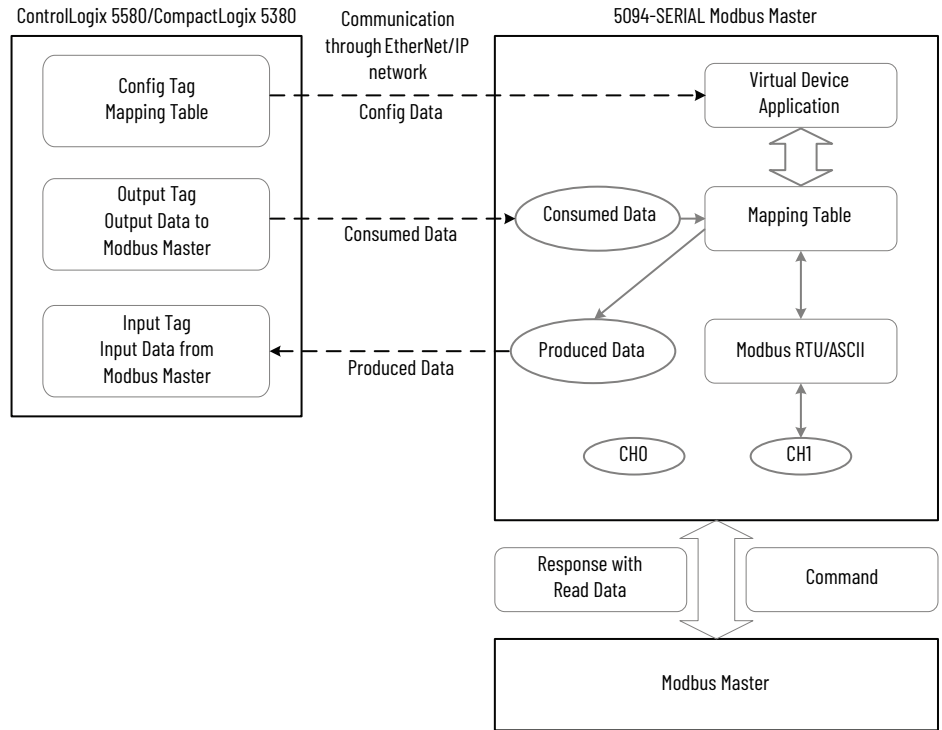 ControlLogix 5580/CompactLogix 5380
Communication
through EtherNet/IP
network
5094-SERIAL Modbus Master
Config Tag
Mapping Table
Config Data
Virtual Device
Application
Output Tag
Output Data to
Modbus Master
Consumed Data
Consumed Data
Mapping Table
Input Tag
Input Data from
Modbus Master
Produced Data
Produced Data
Modbus RTU/ASCII
CH0
CH1
Response with
Read Data
Command
Modbus Master